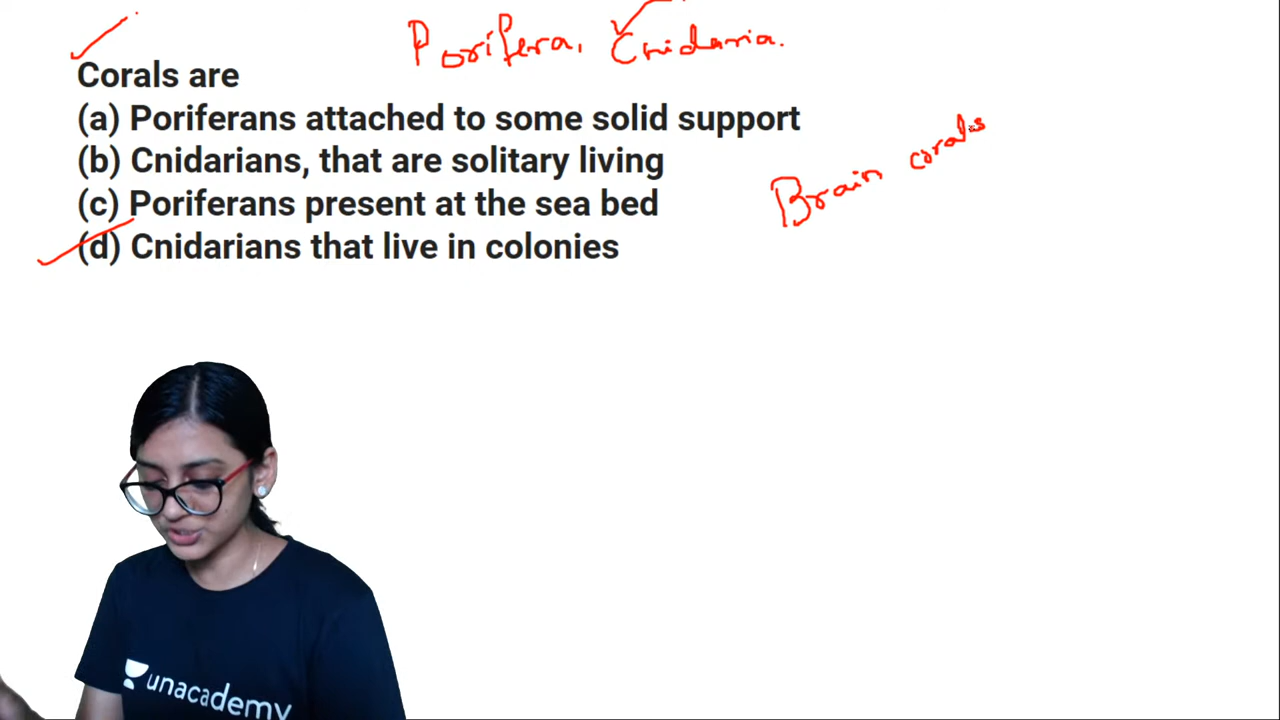 Porifera, Cnidaria.
Corals are
(a) Poriferans attached to some solid support
(b) Cnidarians, that are solitary living
(c) Poriferans present at the sea bed
(d) Cnidarians that live in colonies
Brain corals
unacademy